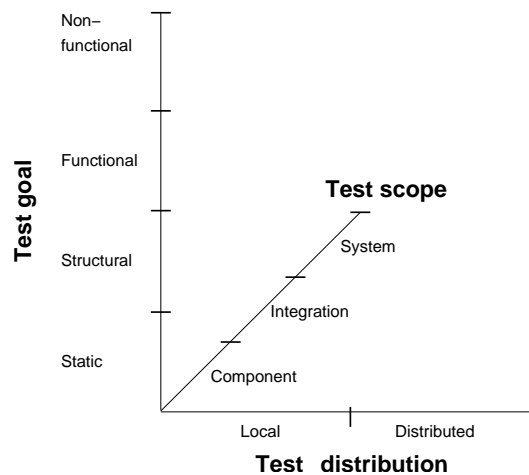 Non−
functional
Functional
Test goal
Test scope
System
Structural
Integration
Static
Component
Local
Distributed
Test distribution